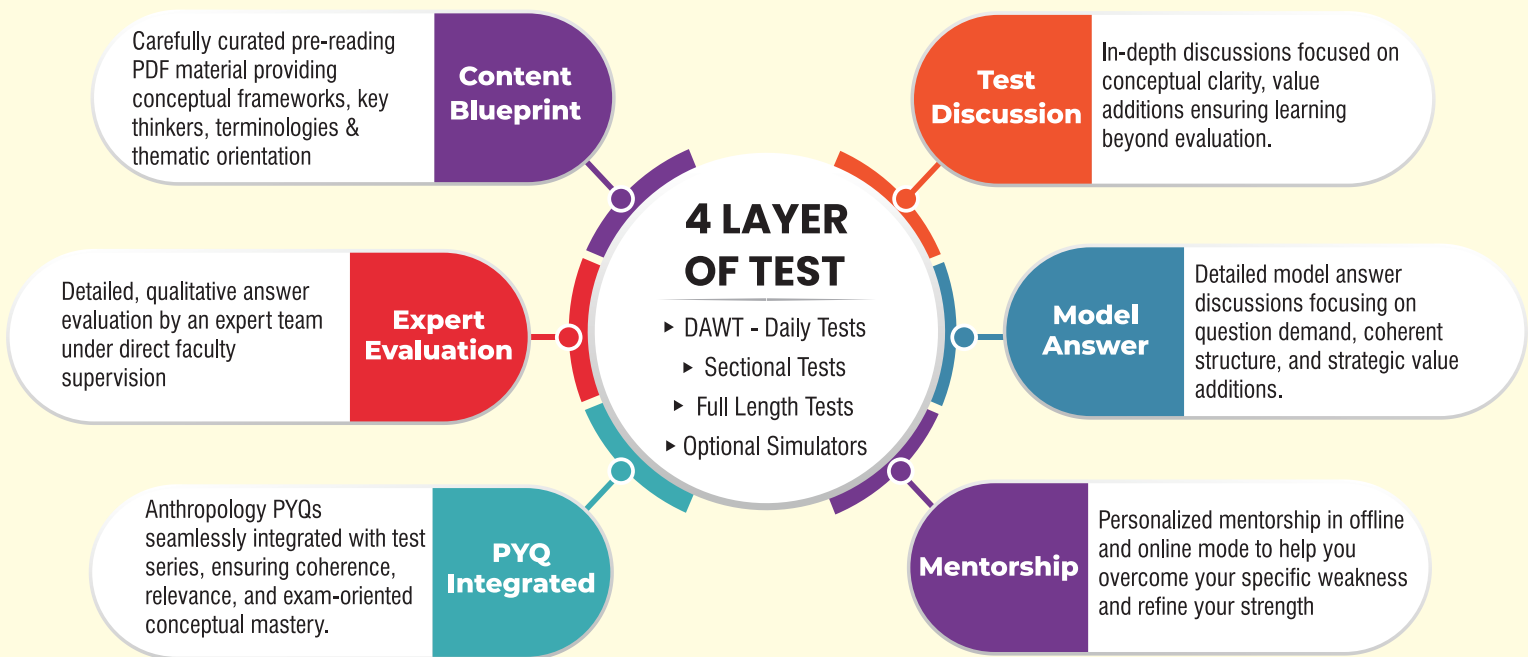 Carefully curated pre-reading
PDF material providing
conceptual frameworks, key
thinkers, terminologies &
thematic orientation
Content
Blueprint
Test
Discussion
In-depth discussions focused on
conceptual clarity, value
additions ensuring learning
beyond evaluation.
4 LAYER
OF TEST
▸ DAWT - Daily Tests
▸ Sectional Tests
▸ Full Length Tests
▸ Optional Simulators
Detailed, qualitative answer
evaluation by an expert team
under direct faculty
supervision
Expert
Evaluation
Model
Answer
Detailed model answer
discussions focusing on
question demand, coherent
structure, and strategic value
additions.
Anthropology PYQs
seamlessly integrated with test
series, ensuring coherence,
relevance, and exam-oriented
conceptual mastery.
PYQ
Integrated
Mentorship
Personalized mentorship in offline
and online mode to help you
overcome your specific weakness
and refine your strength